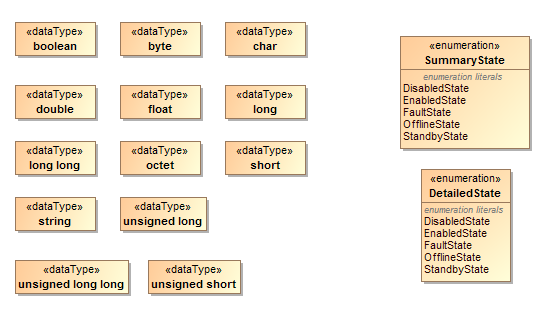 «dataType»
boolean
«dataType»
byte
«dataType»
char
«dataType»
double
«dataType»
float
«dataType»
long
«dataType»
long long
«dataType»
octet
«dataType»
short
«dataType»
string
«dataType»
unsigned long
«dataType»
unsigned long long
«dataType»
unsigned short
«enumeration»
SummaryState
enumeration literals
DisabledState
EnabledState
FaultState
OfflineState
StandbyState
«enumeration»
DetailedState
enumeration literals
DisabledState
EnabledState
FaultState
OfflineState
StandbyState